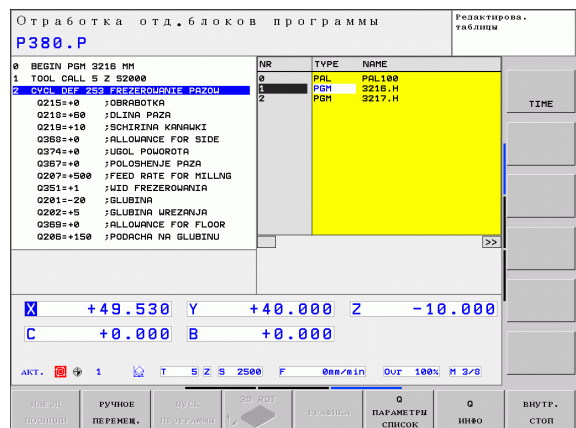 Отработка отд.блоков программы
Редактирова.
таблицы
P380.P
0 BEGIN PGM 3216 MM
1 TOOL CALL 5 Z S2000
2 CYCL DEF 253 FREZEROWANIE PAZOW
Q215=+0 ;OBRABOTKA
Q218=+60 ;DLINA PAZA
Q219=+10 ;SCHIRINA KANAWKI
Q368=+0 ;ALLOWANCE FOR SIDE
Q374=+0 ;UGOL POWOROTA
Q367=+0 ;POLOSHENJE PAZA
Q207=+500 ;FEED RATE FOR MILLNG
Q351=+1 ;WID FREZEROWANIA
Q201=-20 ;GLUBINA
Q202=+5 ;GLUBINA WREZANJA
Q369=+0 ;ALLOWANCE FOR FLOOR
Q206=+150 ;PODACHA NA GLUBINU
NR TYPE NAME
0 PAL PAL100
1 PGM 3216.H
2 PGM 3217.H
>>
TIME
X +49.530 Y +40.000 Z -10.000
C +0.000 B +0.000
АКТ. 1 T 5 Z S 2500 F 0mm/min Ovr 100% M 3/8
НАКОП. ПОЗИЦИИ
РУЧНОЕ
ПЕРЕМЕЩ.
ПУСК
ПРОГРАММЫ
3D ROT
ГРАФИКА
Q
ПАРАМЕТРЫ
СПИСОК
Q
ИНФО
ВНУТР.
СТОП